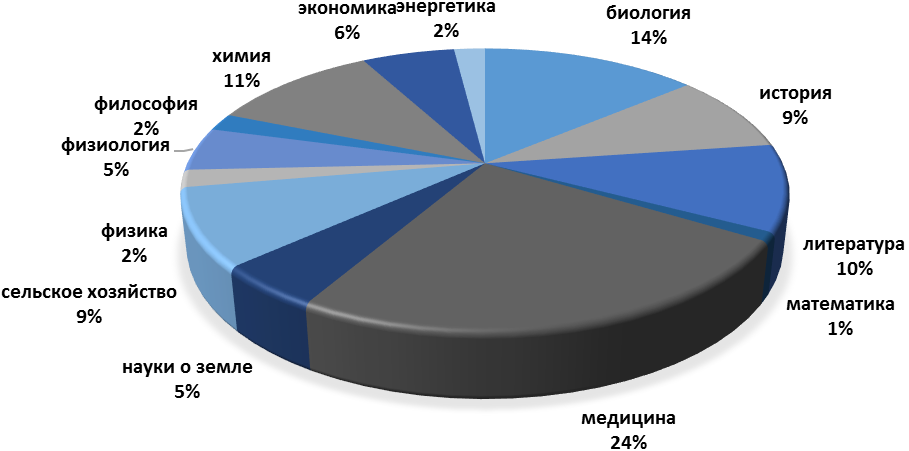 биология
14%
история
9%
литература
10%
математика
1%
медицина
24%
науки о земле
5%
сельское хозяйство
9%
физика
2%
физиология
5%
философия
2%
химия
11%
экономика
6%
энергетика
2%